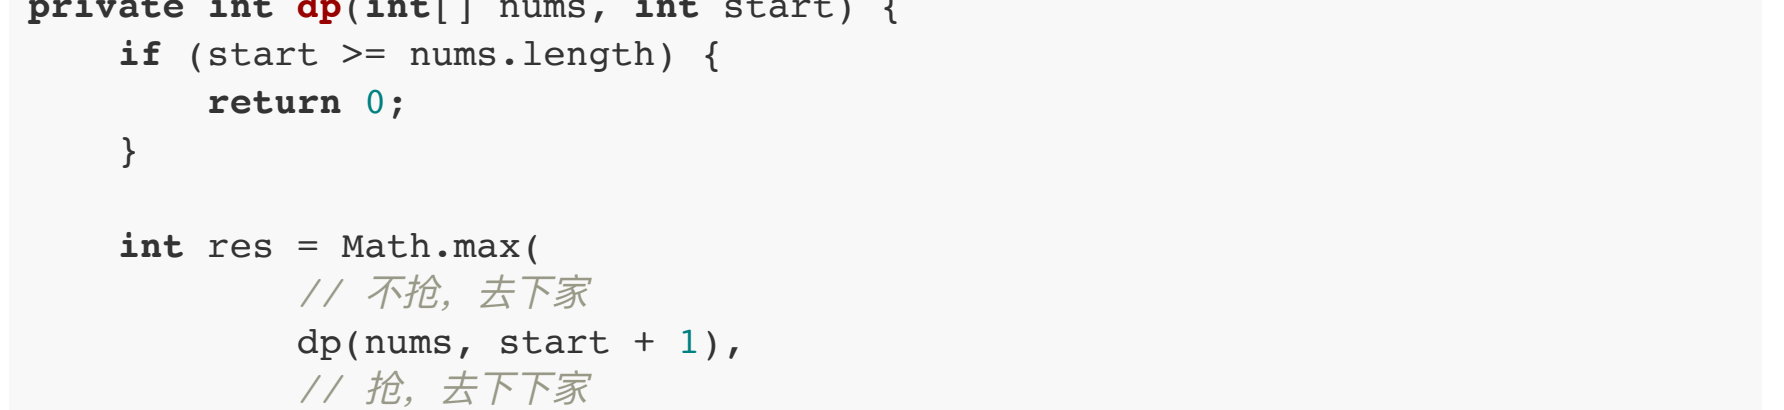 private int dp(int[] nums, int start) {
    if (start >= nums.length) {
        return 0;
    }
    int res = Math.max(
            // 不抢，去下家
            dp(nums, start + 1),
            // 抢，去下下家